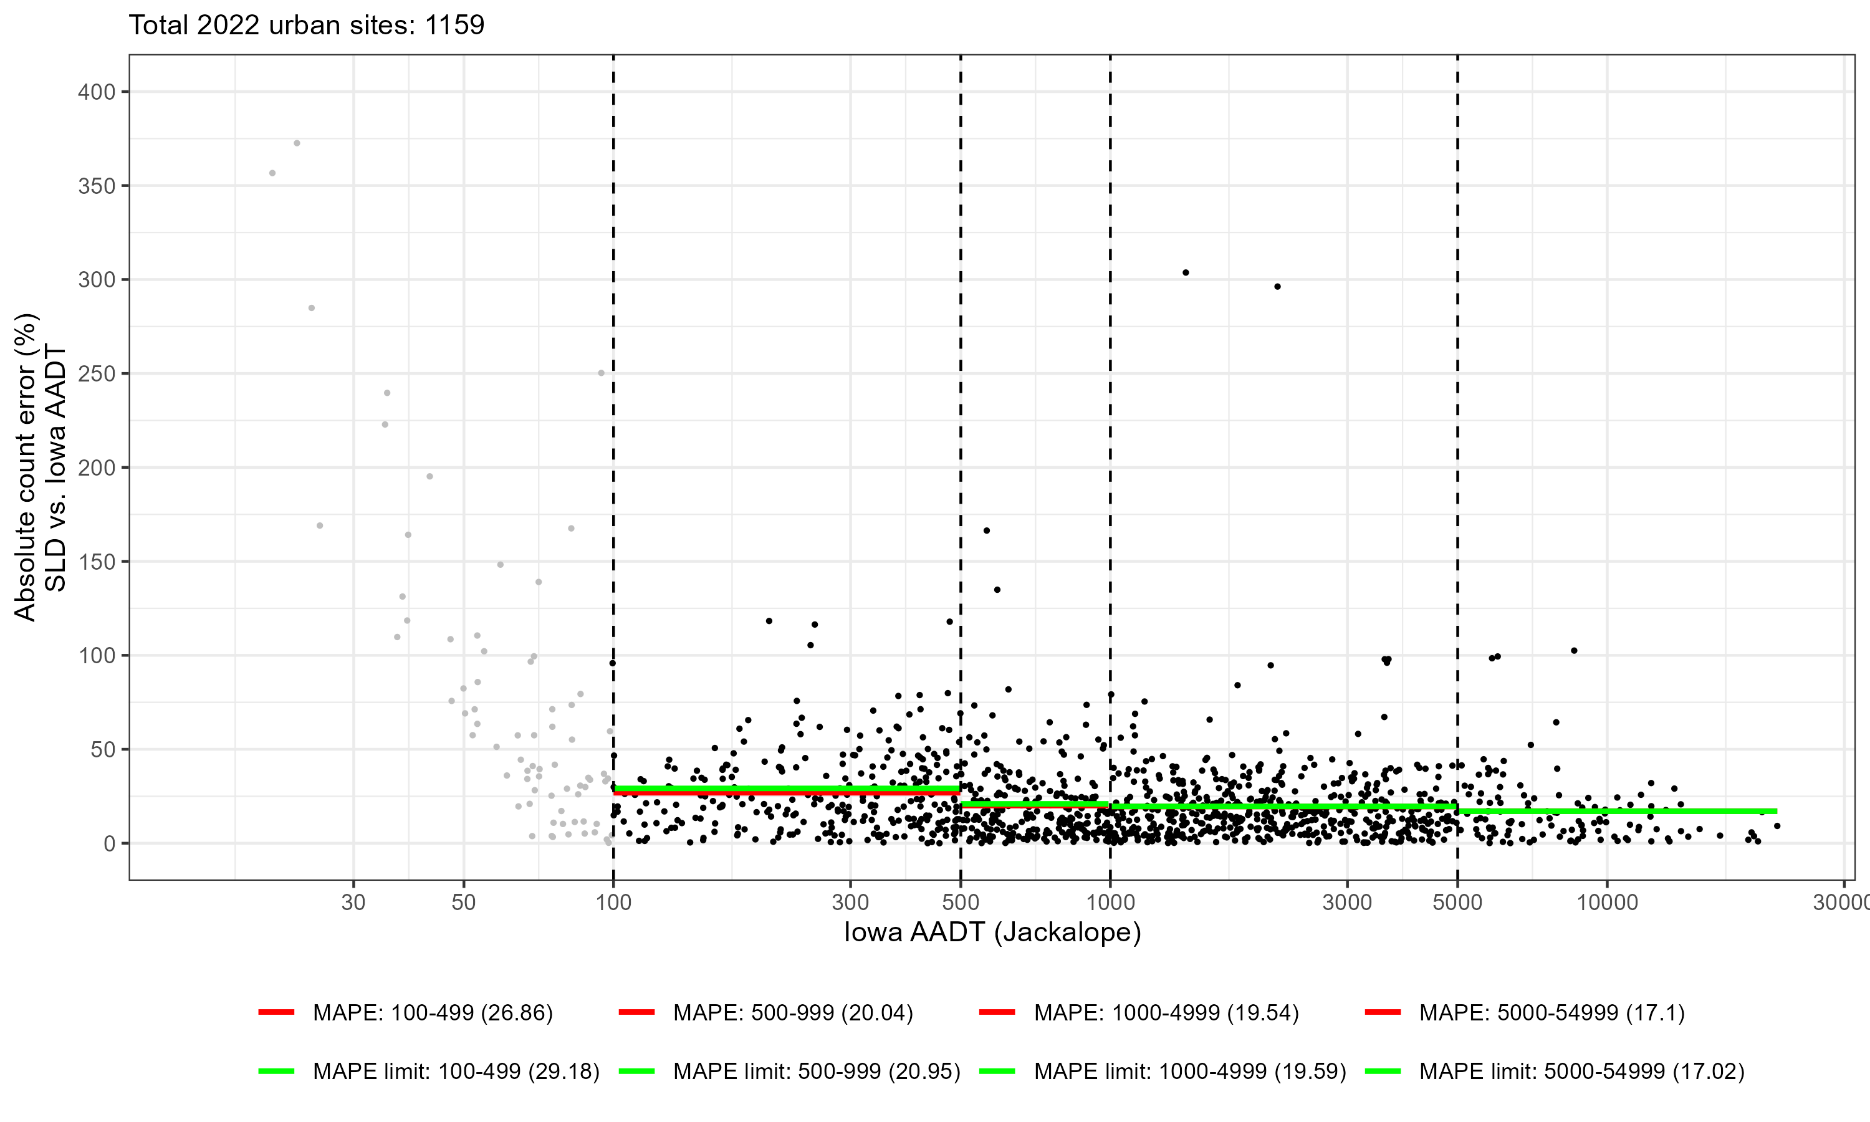 Total 2022 urban sites: 1159
400
350
300
250
200
150
100
50
0
Absolute count error (%)
SLD vs. Iowa AADT
30 50 100 300 500 1000 3000 5000 10000 30000
Iowa AADT (Jackalope)
MAPE: 100-499 (26.86) MAPE: 500-999 (20.04) MAPE: 1000-4999 (19.54) MAPE: 5000-54999 (17.1)
MAPE limit: 100-499 (29.18) MAPE limit: 500-999 (20.95) MAPE limit: 1000-4999 (19.59) MAPE limit: 5000-54999 (17.02)